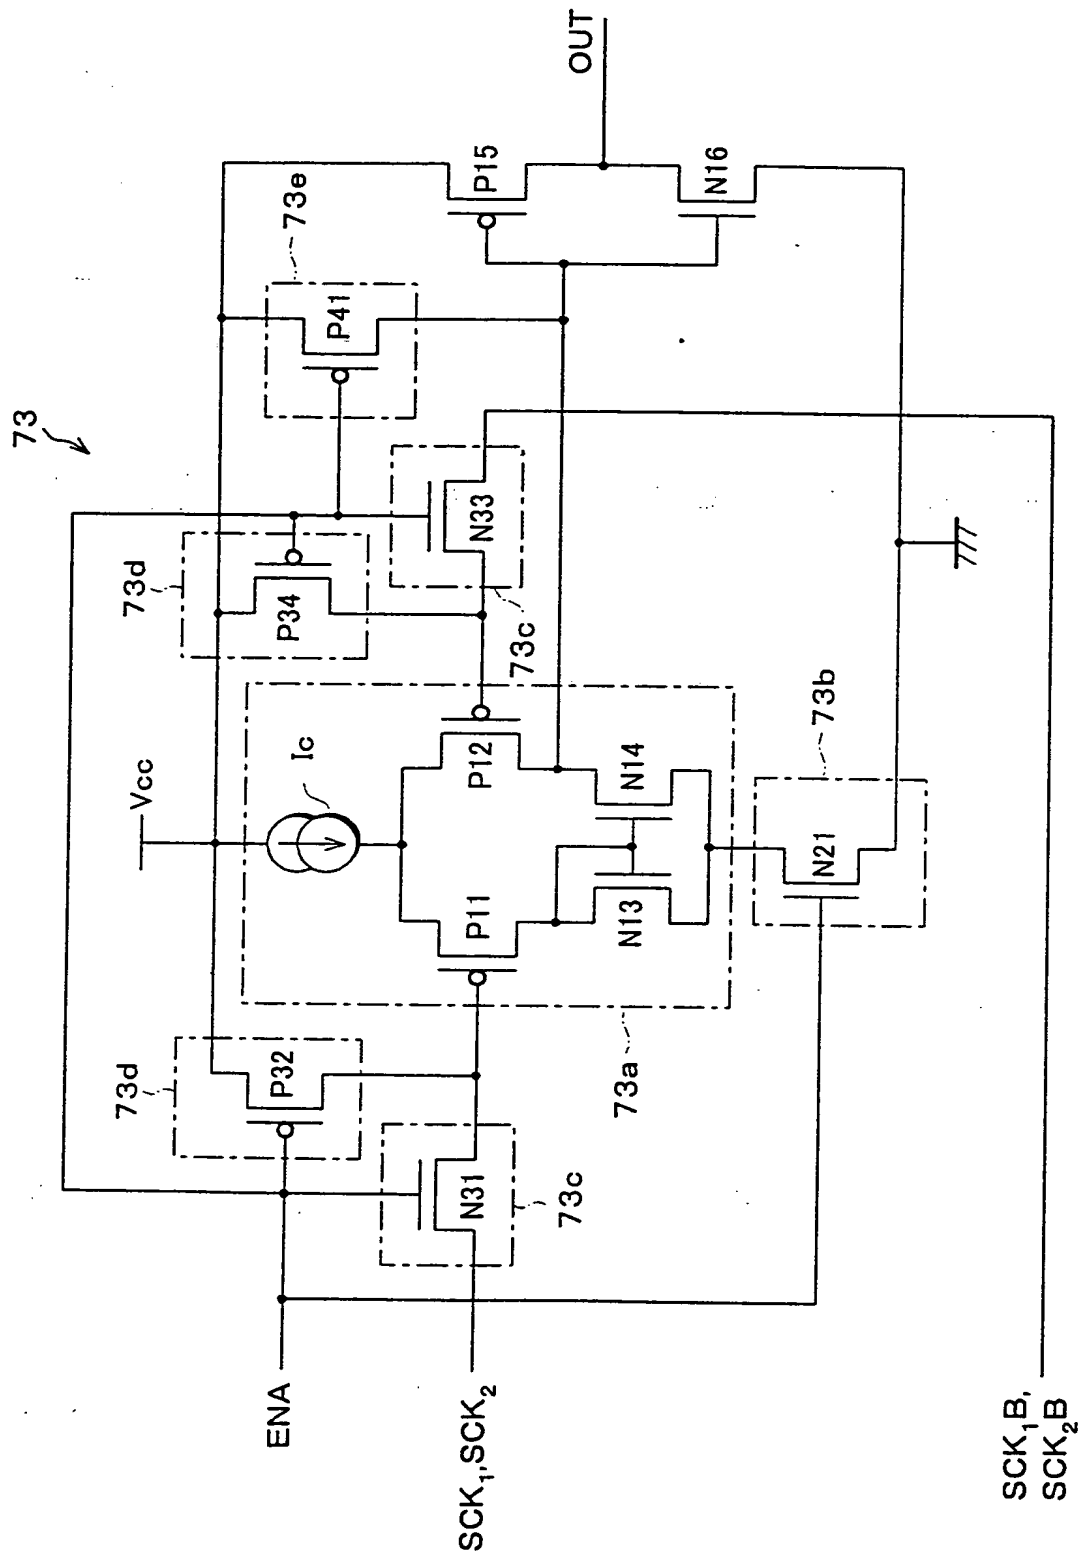 73
Vcc
73d
73d
73e
P32
P34
P41
Ic
P15
OUT
ENA
N31
P11
P12
N33
N16
SCK₁,SCK₂
73c
73c
N13
N14
73a
N21
73b
SCK₁B,
SCK₂B